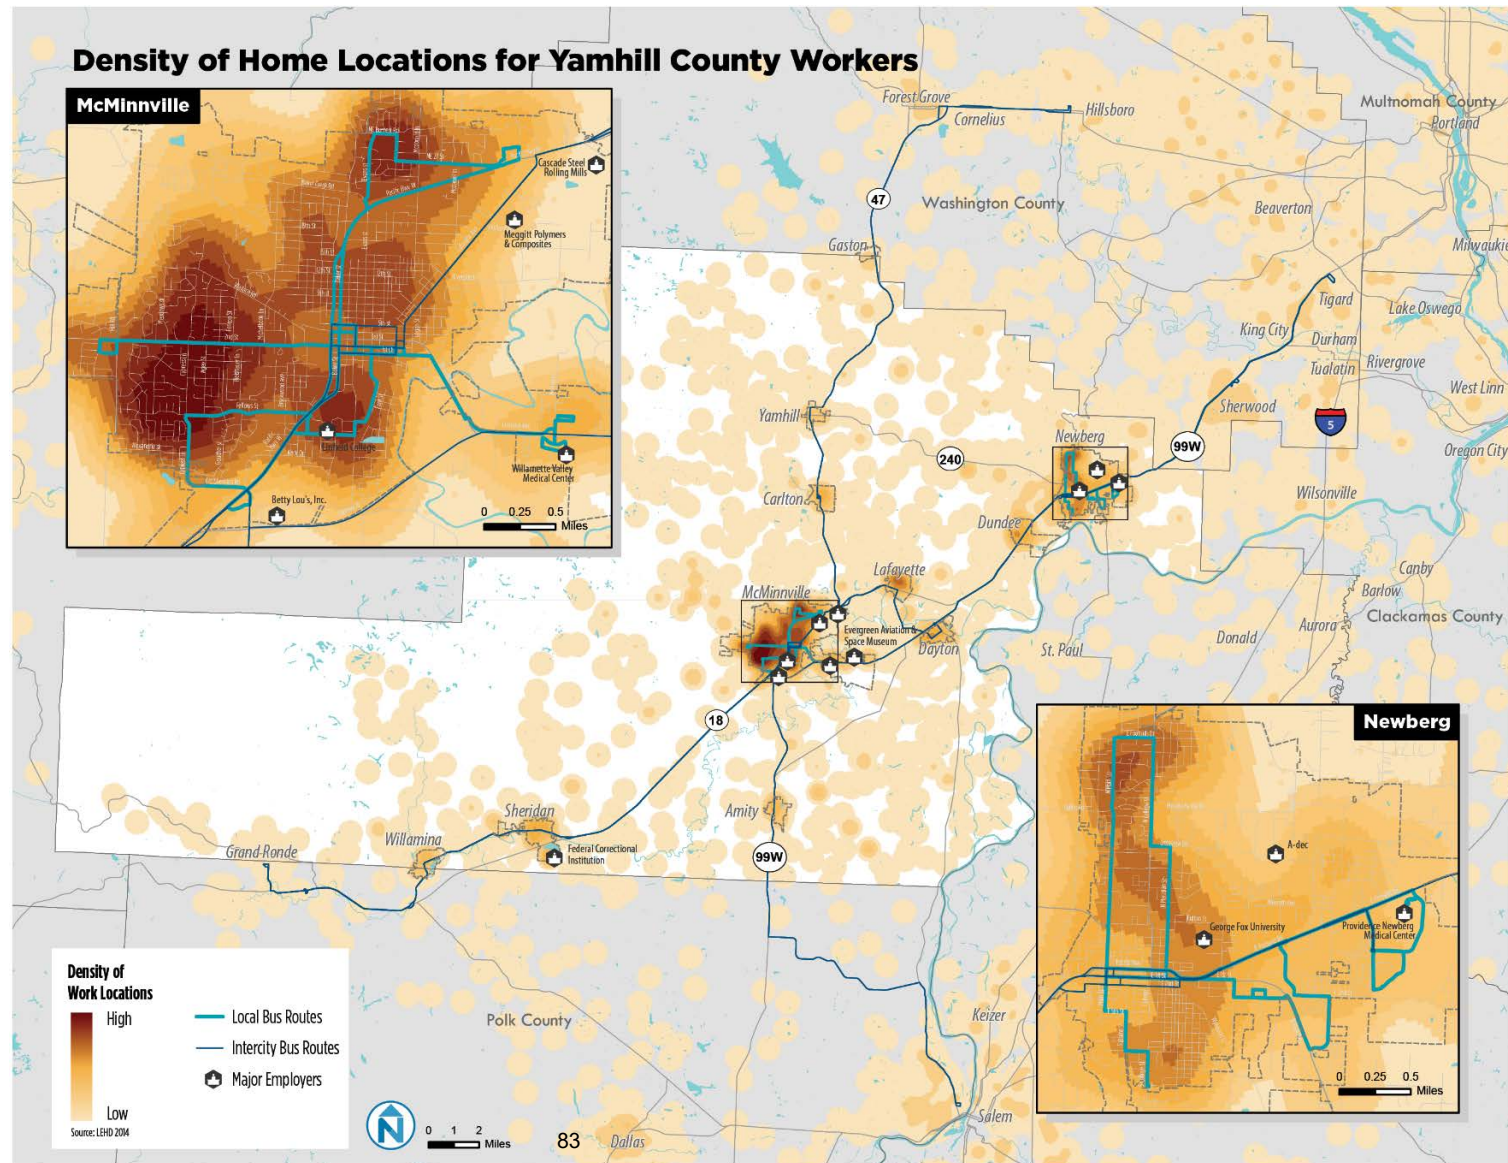 Density of Home Locations for Yamhill County Workers
McMinnville
Cascade Steel
Rolling Mills
Meggitt Polymers
& Composites
Linfield College
Willamette Valley
Medical Center
Betty Lou's, Inc.
0 0.25 0.5
Miles
Forest Grove
Cornelius
Hillsboro
Multnomah County
Portland
47
Washington County
Beaverton
Milwaukie
Gaston
Tigard
Lake Oswego
King City
Durham
Rivergrove
Tualatin
West Linn
Sherwood
5
Yamhill
Newberg
99W
Oregon City
240
Carlton
Wilsonville
Dundee
Lafayette
Canby
McMinnville
Barlow
Clackamas County
Aurora
Evergreen Aviation &
Space Museum
Dayton
St. Paul
Donald
18
Sheridan
Amity
Willamina
Grand Ronde
Federal Correctional
Institution
99W
Polk County
Keizer
Salem
Dallas
Newberg
A-dec
George Fox University
Providence Newberg
Medical Center
0 0.25 0.5
Miles
Density of
Work Locations
High
Low
Local Bus Routes
Intercity Bus Routes
Major Employers
Source: LEHD 2014
N
0 1 2
Miles
83